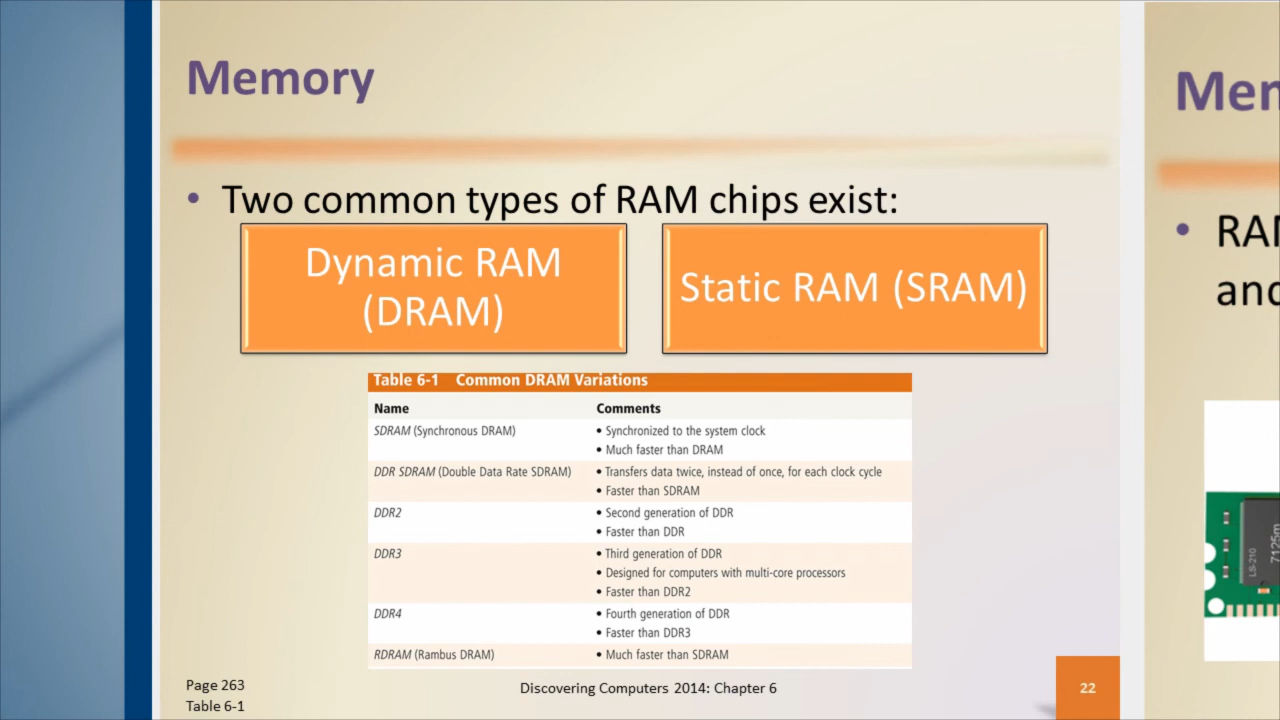 Memory
• Two common types of RAM chips exist:
Dynamic RAM
(DRAM)
Static RAM (SRAM)
Table 6-1 Common DRAM Variations
Name Comments
SDRAM (Synchronous DRAM) • Synchronized to the system clock
• Much faster than DRAM
DDR SDRAM (Double Data Rate SDRAM) • Transfers data twice, instead of once, for each clock cycle
• Faster than SDRAM
DDR2 • Second generation of DDR
• Faster than DDR
DDR3 • Third generation of DDR
• Designed for computers with multi-core processors
• Faster than DDR2
DDR4 • Fourth generation of DDR
• Faster than DDR3
RDRAM (Rambus DRAM) • Much faster than SDRAM
Page 263
Table 6-1
Discovering Computers 2014: Chapter 6
22
LS-210
7125m